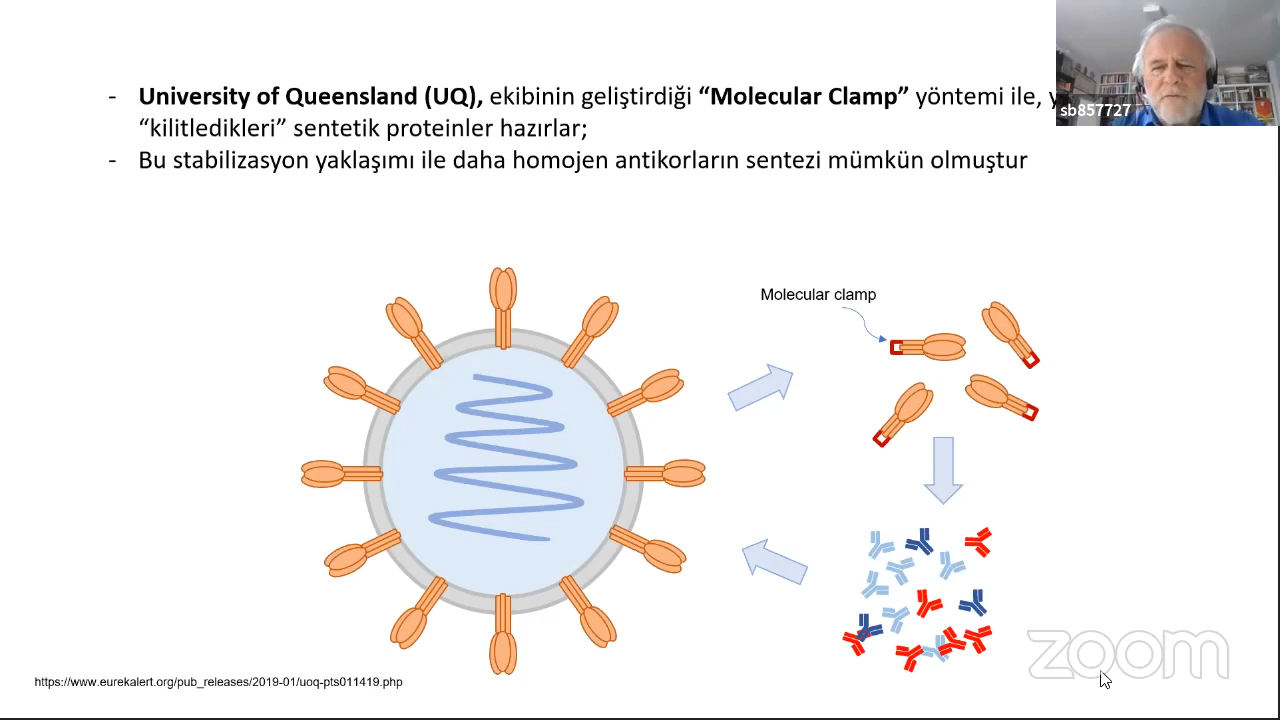 - University of Queensland (UQ), ekibinin geliştirdiği “Molecular Clamp” yöntemi ile,
“kilitledikleri” sentetik proteinler hazırlar;
- Bu stabilizasyon yaklaşımı ile daha homojen antikorların sentezi mümkün olmuştur
sb857727
Molecular clamp
zoom
https://www.eurekalert.org/pub_releases/2019-01/uoq-pts011419.php